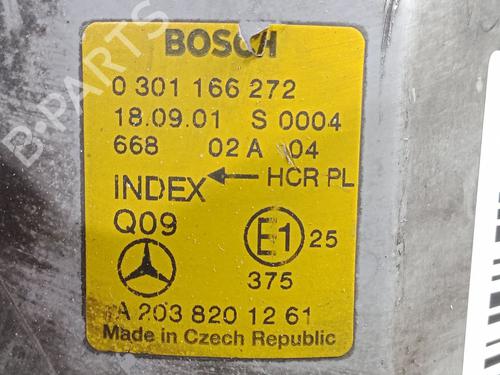 BOSCH
0 301 166 272
18.09.01 S 0004
668 02 A 04
INDEX ← HCR PL
Q09
E1 25
375
A 203 820 12 61
Made in Czech Republic
B-PARTS